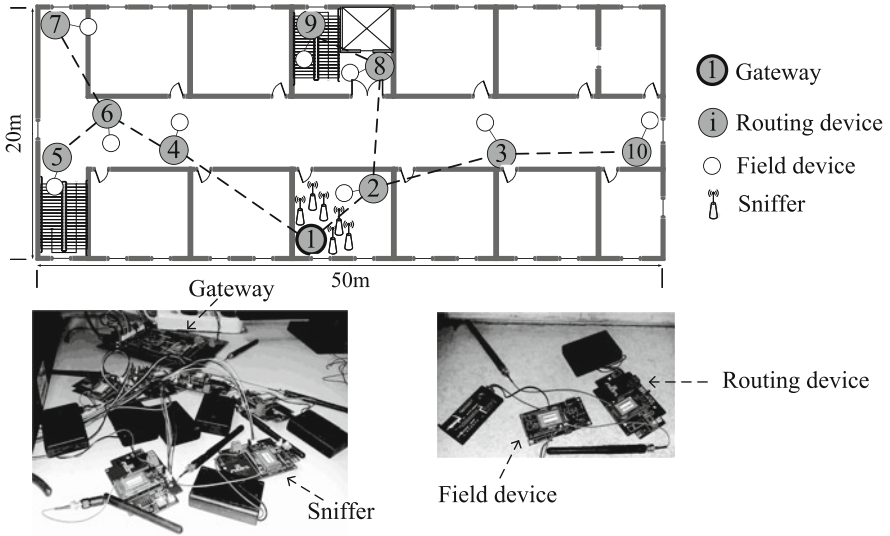 7
9
8
6
5
4
3
10
2
1
20m
50m
1 Gateway
i Routing device
Field device
Sniffer
Gateway
Sniffer
Routing device
Field device